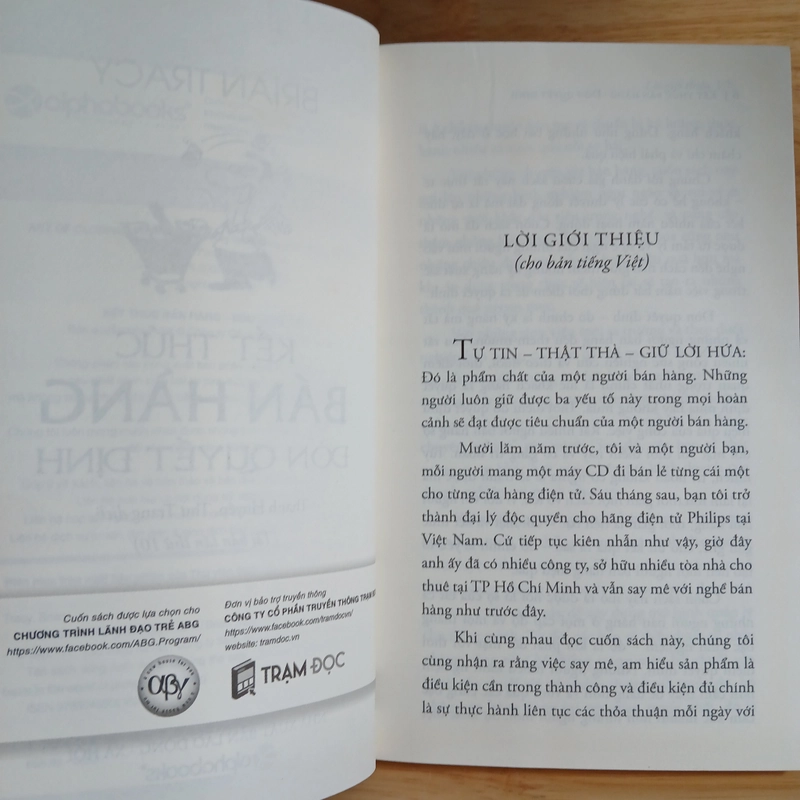 Cuốn sách được lựa chọn cho
CHƯƠNG TRÌNH LÃNH ĐẠO TRẺ ABG
https://www.facebook.com/ABG.Program/
αβγ
Đơn vị bảo trợ truyền thông
CÔNG TY CỔ PHẦN TRUYỀN THÔNG
https://www.facebook.com/tramdocvn/
website: tramdoc.vn
TRẠM ĐỌC
LỜI GIỚI THIỆU
(cho bản tiếng Việt)
TỰ TIN – THẬT THÀ – GIỮ LỜI HỨA:
Đó là phẩm chất của một người bán hàng. Những
người luôn giữ được ba yếu tố này trong mọi hoàn
cảnh sẽ đạt được tiêu chuẩn của một người bán hàng.
Mười lăm năm trước, tôi và một người bạn,
mỗi người mang một máy CD đi bán lẻ từng cái một
cho từng cửa hàng điện tử. Sáu tháng sau, bạn tôi trở
thành đại lý độc quyền cho hãng điện tử Philips tại
Việt Nam. Cứ tiếp tục kiên nhẫn như vậy, giờ đây
anh ấy đã có nhiều công ty, sở hữu nhiều tòa nhà cho
thuê tại TP Hồ Chí Minh và vẫn say mê với nghề bán
hàng như trước đây.
Khi cùng nhau đọc cuốn sách này, chúng tôi
cùng nhận ra rằng việc say mê, am hiểu sản phẩm là
điều kiện cần trong thành công và điều kiện đủ chính
là sự thực hành liên tục các thỏa thuận mỗi ngày với
BRIAN TRACY
alphabooks
KẾT THÚC
BÁN HÀNG
ĐÒN QUYẾT ĐỊNH